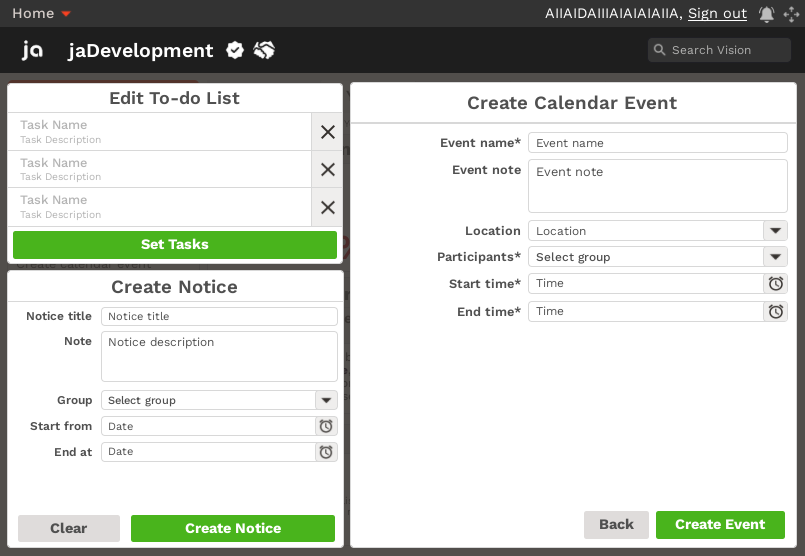 Home
AIIAIDAIIIAIAIAIAIIA, Sign out
ja jaDevelopment
Search Vision
Edit To-do List
Task Name
Task Description
Task Name
Task Description
Task Name
Task Description
Set Tasks
Create calendar event
Create Notice
Notice title Notice title
Note Notice description
Group Select group
Start from Date
End at Date
Clear Create Notice
Create Calendar Event
Event name* Event name
Event note Event note
Location Location
Participants* Select group
Start time* Time
End time* Time
Back Create Event